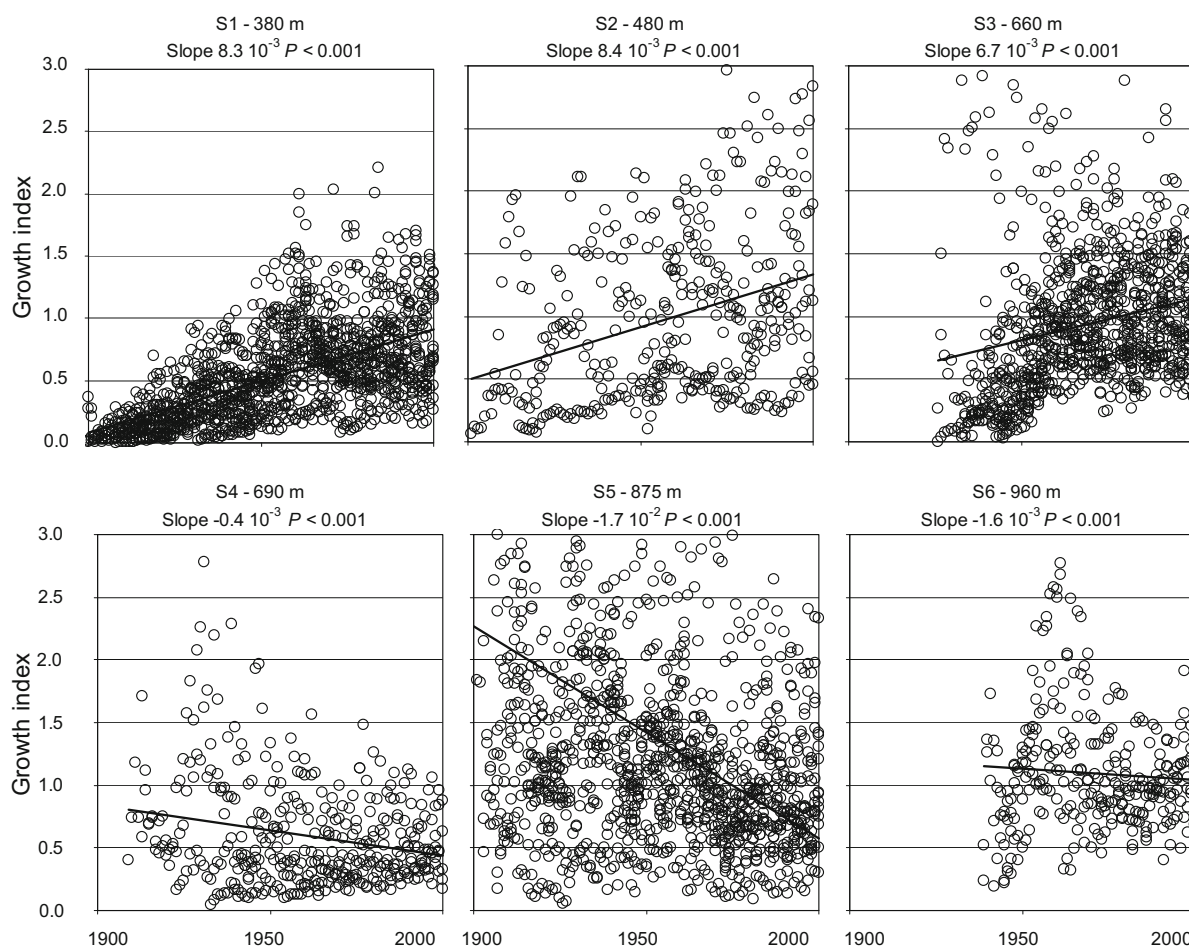 S1 - 380 m
Slope 8.3 10⁻³ P < 0.001
S2 - 480 m
Slope 8.4 10⁻³ P < 0.001
S3 - 660 m
Slope 6.7 10⁻³ P < 0.001
Growth index
3.0
2.5
2.0
1.5
1.0
0.5
0.0
S4 - 690 m
Slope -0.4 10⁻³ P < 0.001
S5 - 875 m
Slope -1.7 10⁻² P < 0.001
S6 - 960 m
Slope -1.6 10⁻³ P < 0.001
Growth index
3.0
2.5
2.0
1.5
1.0
0.5
0.0
1900 1950 2000 1900 1950 2000 1900 1950 2000